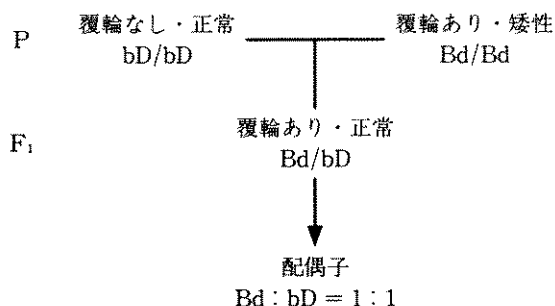 P
覆輪なし・正常
bD/bD
覆輪あり・矮性
Bd/Bd
F₁
覆輪あり・正常
Bd/bD
配偶子
Bd : bD = 1 : 1